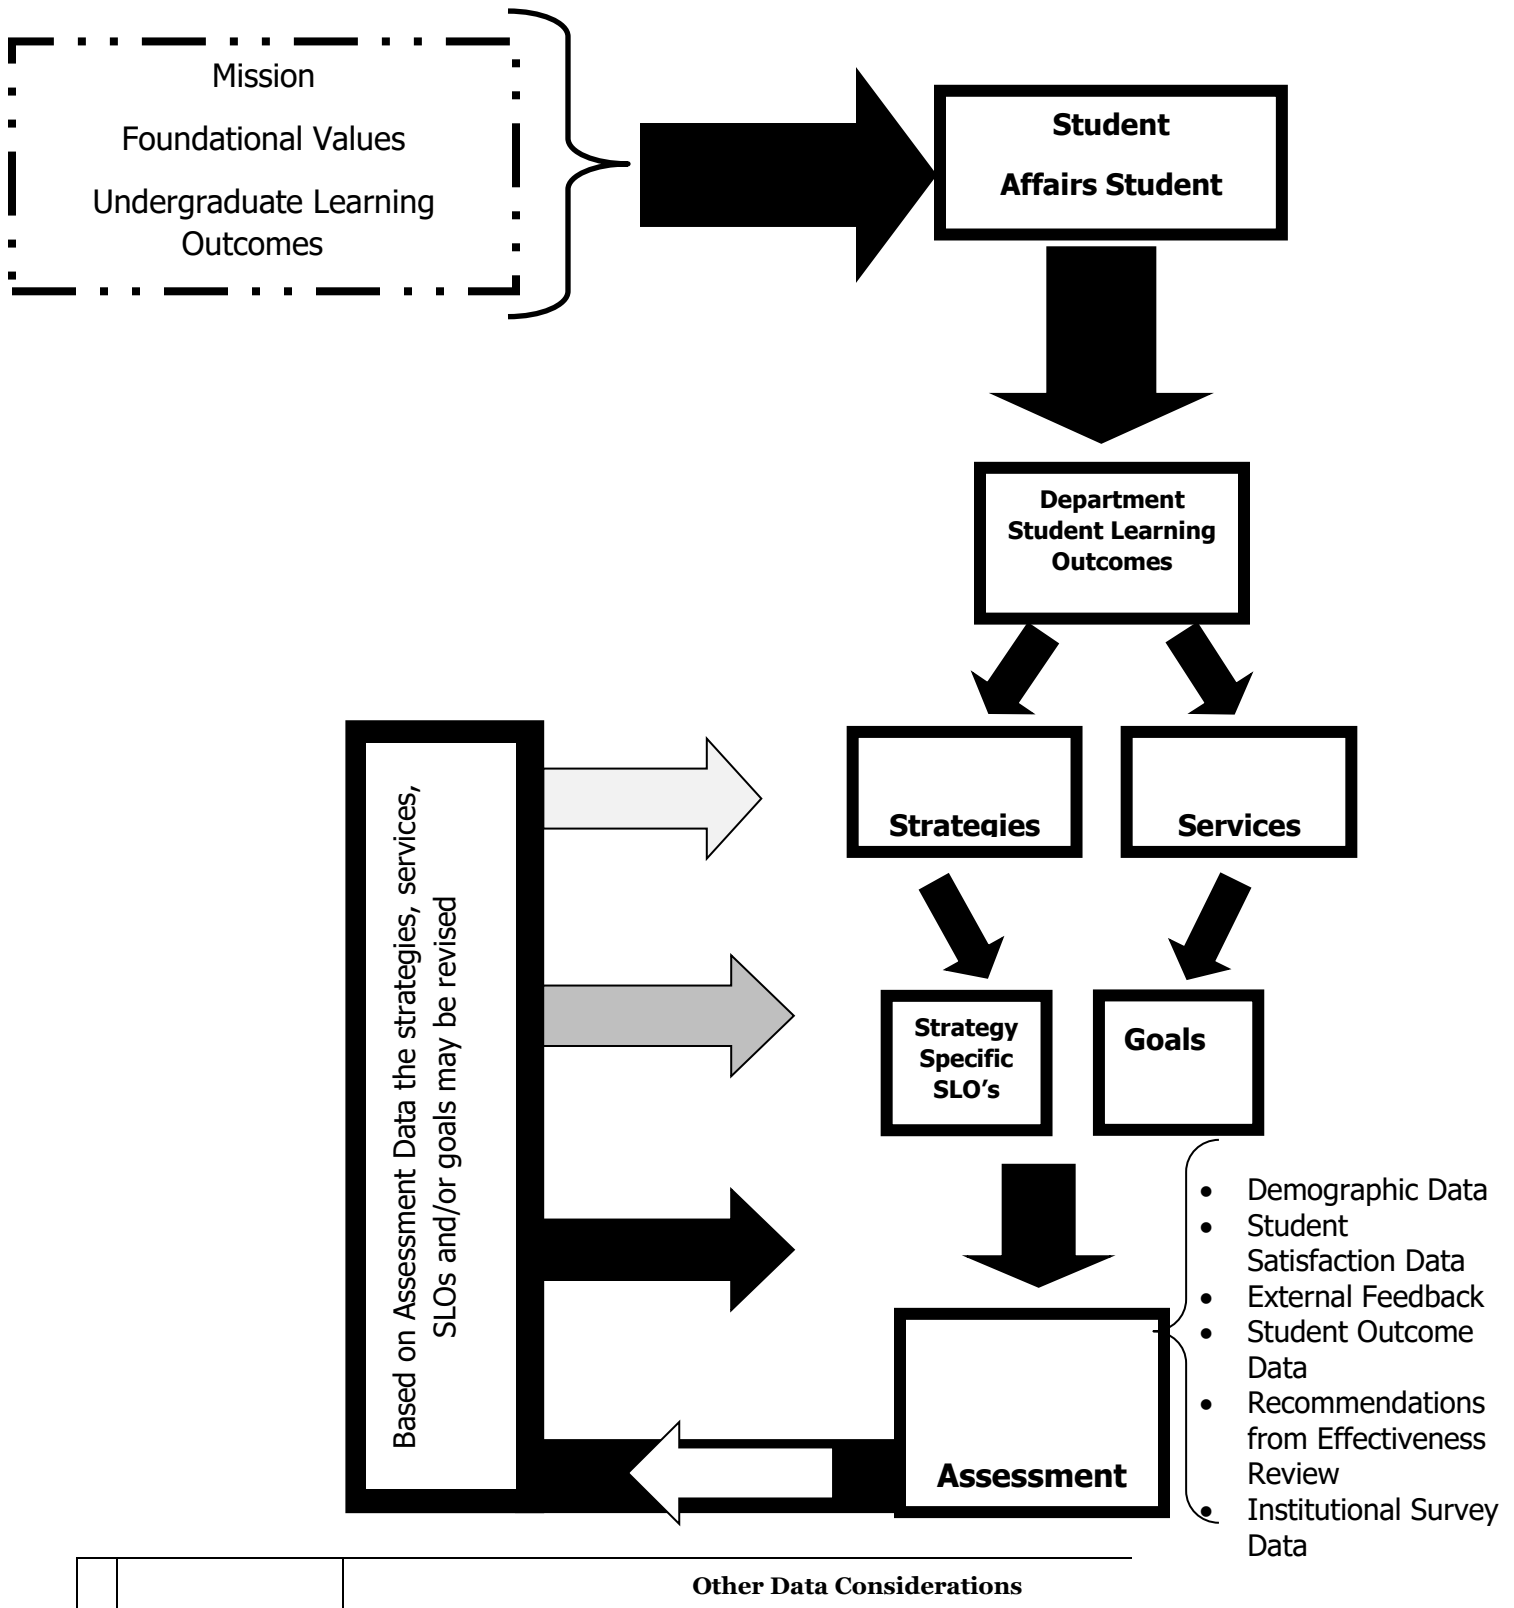 Mission
Foundational Values
Undergraduate Learning
Outcomes
Student
Affairs Student
Department
Student Learning
Outcomes
Strategies
Services
Based on Assessment Data the strategies, services,
SLOs and/or goals may be revised
Strategy
Specific
SLO’s
Goals
• Demographic Data
• Student
Satisfaction Data
• External Feedback
• Student Outcome
Data
• Recommendations
from Effectiveness
Review
• Institutional Survey
Data
Assessment
Other Data Considerations